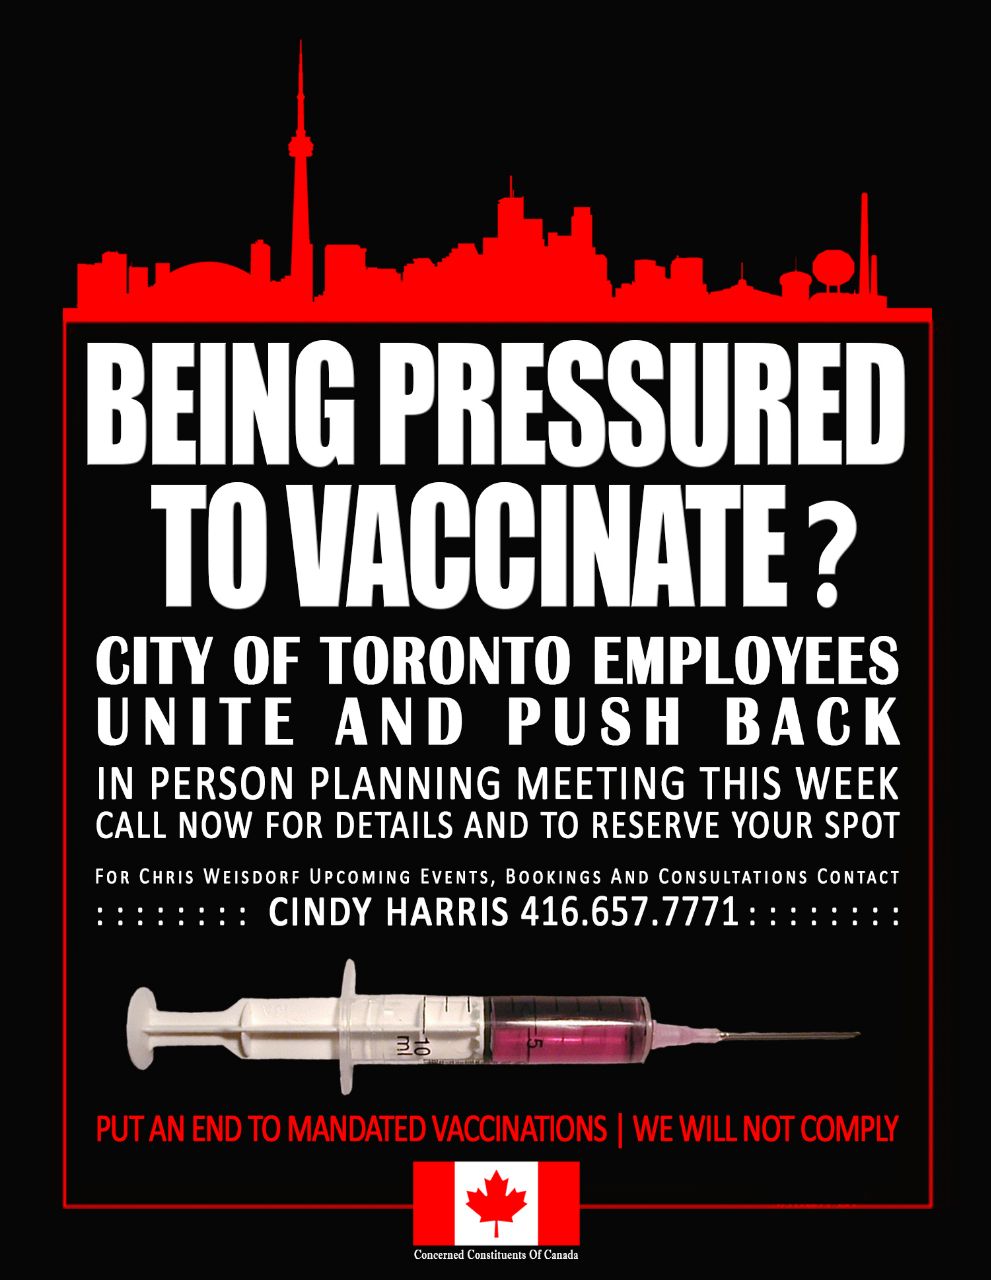 BEING PRESSURED
TO VACCINATE?
CITY OF TORONTO EMPLOYEES
UNITE AND PUSH BACK
IN PERSON PLANNING MEETING THIS WEEK
CALL NOW FOR DETAILS AND TO RESERVE YOUR SPOT
FOR CHRIS WEISDORF UPCOMING EVENTS, BOOKINGS AND CONSULTATIONS CONTACT
: : : : : : : : CINDY HARRIS 416.657.7771 : : : : : : : :
10
ml
5
PUT AN END TO MANDATED VACCINATIONS | WE WILL NOT COMPLY
Concerned Constituents Of Canada